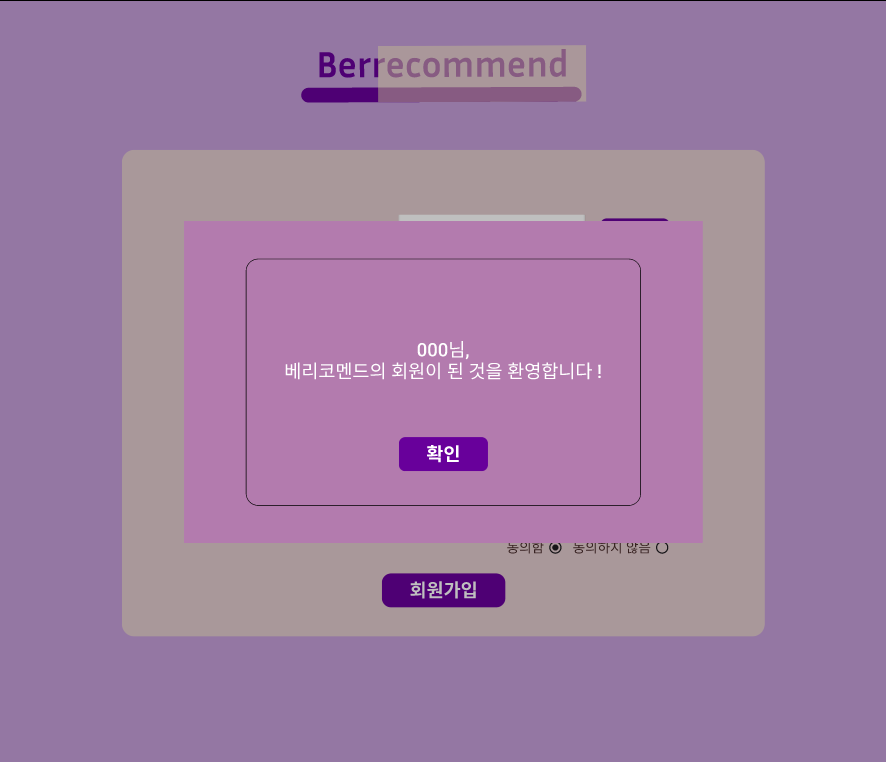 Berrecommend
000님,
베리코멘드의 회원이 된 것을 환영합니다 !
확인
동의함 동의하지 않음
회원가입